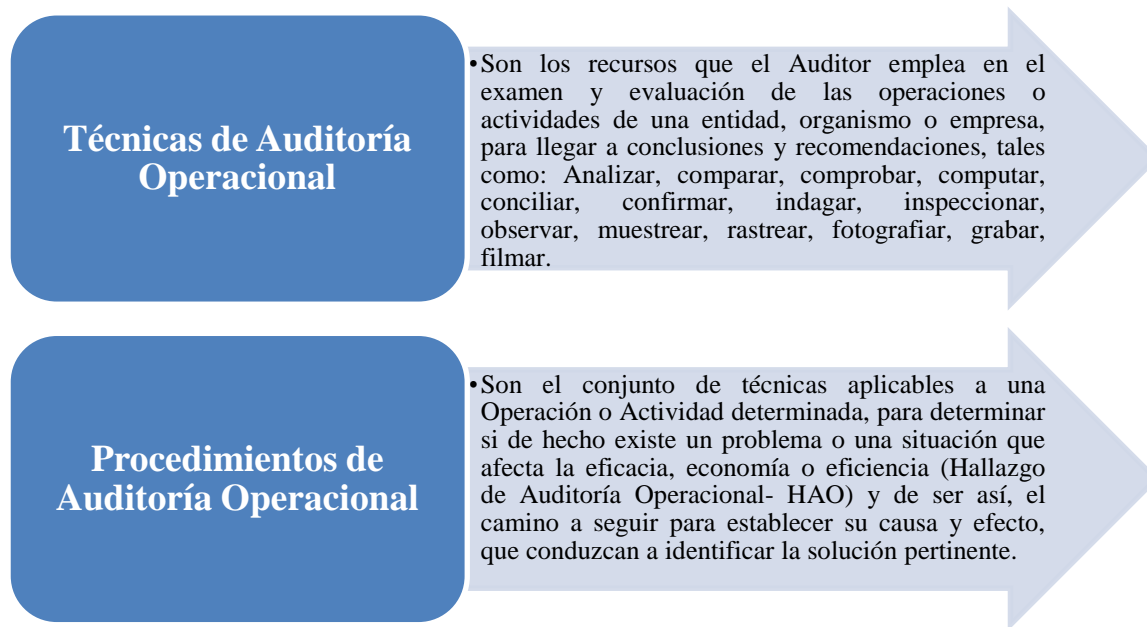 Técnicas de Auditoría
Operacional
•Son los recursos que el Auditor emplea en el
examen y evaluación de las operaciones o
actividades de una entidad, organismo o empresa,
para llegar a conclusiones y recomendaciones, tales
como: Analizar, comparar, comprobar, computar,
conciliar, confirmar, indagar, inspeccionar,
observar, muestrear, rastrear, fotografiar, grabar,
filmar.
Procedimientos de
Auditoría Operacional
•Son el conjunto de técnicas aplicables a una
Operación o Actividad determinada, para determinar
si de hecho existe un problema o una situación que
afecta la eficacia, economía o eficiencia (Hallazgo
de Auditoría Operacional- HAO) y de ser así, el
camino a seguir para establecer su causa y efecto,
que conduzcan a identificar la solución pertinente.